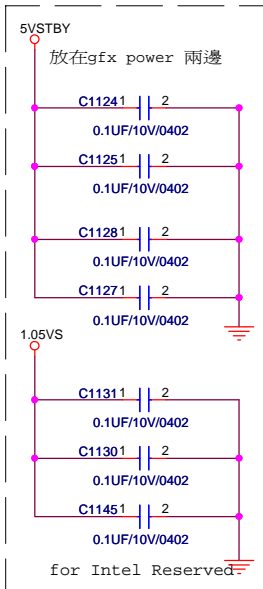 5VSTBY
放在gfx power 兩邊
C1124 1 2
0.1UF/10V/0402
C1125 1 2
0.1UF/10V/0402
C1128 1 2
0.1UF/10V/0402
C1127 1 2
0.1UF/10V/0402
1.05VS
C1131 1 2
0.1UF/10V/0402
C1130 1 2
0.1UF/10V/0402
C1145 1 2
0.1UF/10V/0402
for Intel Reserved